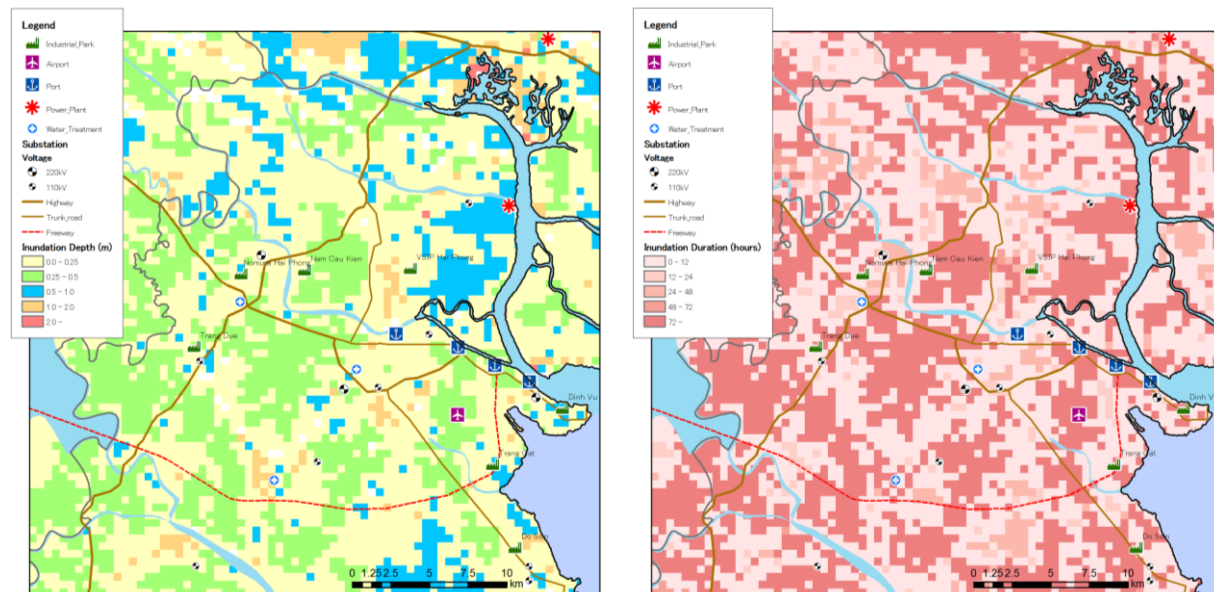 Legend
Industrial_Park
Airport
Port
Power_Plant
Water_Treatment
Substation
Voltage
220kV
110kV
Highway
Trunk_road
Freeway
Inundation Depth (m)
0.0 - 0.25
0.25 - 0.5
0.5 - 1.0
1.0 - 2.0
2.0 -
Nomura Hai Phong
Nam Cau Kien
VSIP Hai Phong
Trang Due
Dinh Vu
Trang Cat
Do Son
0 1.25 2.5 5 7.5 10
km
Legend
Industrial_Park
Airport
Port
Power_Plant
Water_Treatment
Substation
Voltage
220kV
110kV
Highway
Trunk_road
Freeway
Inundation Duration (hours)
0 - 12
12 - 24
24 - 48
48 - 72
72 -
Nomura Hai Phong
Nam Cau Kien
VSIP Hai Phong
Trang Due
Dinh V
Trang Cat
Do Son
0 1.25 2.5 5 7.5 10
km